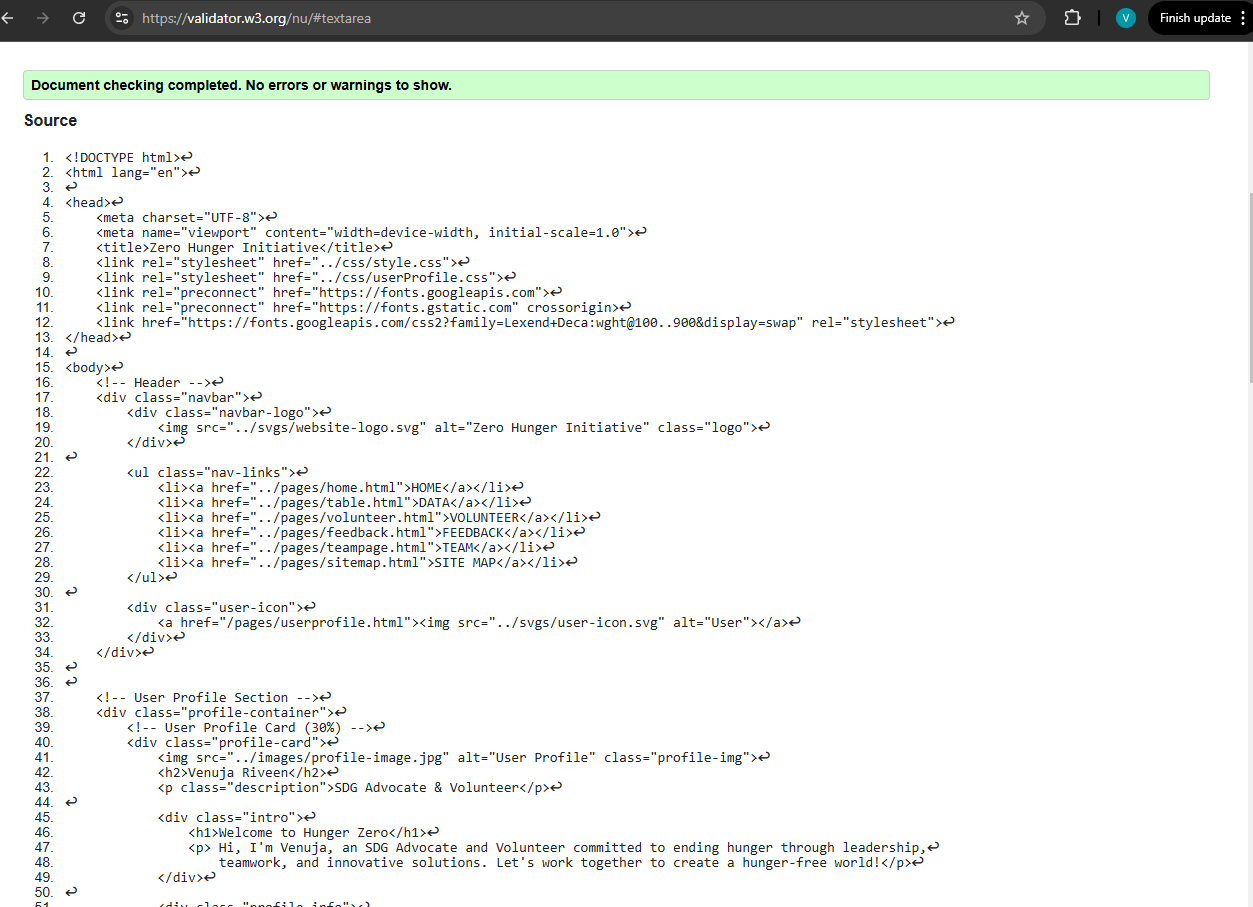 https://validator.w3.org/nu/#textarea
V
Finish update
Document checking completed. No errors or warnings to show.
Source
1. <!DOCTYPE html>↩
2. <html lang="en">↩
3. ↩
4. <head>↩
5.     <meta charset="UTF-8">↩
6.     <meta name="viewport" content="width=device-width, initial-scale=1.0">↩
7.     <title>Zero Hunger Initiative</title>↩
8.     <link rel="stylesheet" href="../css/style.css">↩
9.     <link rel="stylesheet" href="../css/userProfile.css">↩
10.     <link rel="preconnect" href="https://fonts.googleapis.com">↩
11.     <link rel="preconnect" href="https://fonts.gstatic.com" crossorigin>↩
12.     <link href="https://fonts.googleapis.com/css2?family=Lexend+Deca:wght@100..900&display=swap" rel="stylesheet">↩
13. </head>↩
14. ↩
15. <body>↩
16.     <!-- Header -->↩
17.     <div class="navbar">↩
18.         <div class="navbar-logo">↩
19.             <img src="../svgs/website-logo.svg" alt="Zero Hunger Initiative" class="logo">↩
20.         </div>↩
21. ↩
22.         <ul class="nav-links">↩
23.             <li><a href="../pages/home.html">HOME</a></li>↩
24.             <li><a href="../pages/table.html">DATA</a></li>↩
25.             <li><a href="../pages/volunteer.html">VOLUNTEER</a></li>↩
26.             <li><a href="../pages/feedback.html">FEEDBACK</a></li>↩
27.             <li><a href="../pages/teampage.html">TEAM</a></li>↩
28.             <li><a href="../pages/sitemap.html">SITE MAP</a></li>↩
29.         </ul>↩
30. ↩
31.         <div class="user-icon">↩
32.             <a href="/pages/userprofile.html"><img src="../svgs/user-icon.svg" alt="User"></a>↩
33.         </div>↩
34.     </div>↩
35. ↩
36. ↩
37.     <!-- User Profile Section -->↩
38.     <div class="profile-container">↩
39.         <!-- User Profile Card (30%) -->↩
40.         <div class="profile-card">↩
41.             <img src="../images/profile-image.jpg" alt="User Profile" class="profile-img">↩
42.             <h2>Venuja Riveen</h2>↩
43.             <p class="description">SDG Advocate & Volunteer</p>↩
44. ↩
45.             <div class="intro">↩
46.                 <h1>Welcome to Hunger Zero</h1>↩
47.                 <p> Hi, I'm Venuja, an SDG Advocate and Volunteer committed to ending hunger through leadership,↩
48.                     teamwork, and innovative solutions. Let's work together to create a hunger-free world!</p>↩
49.             </div>↩
50. ↩
51.             <div class="profile-info">↩